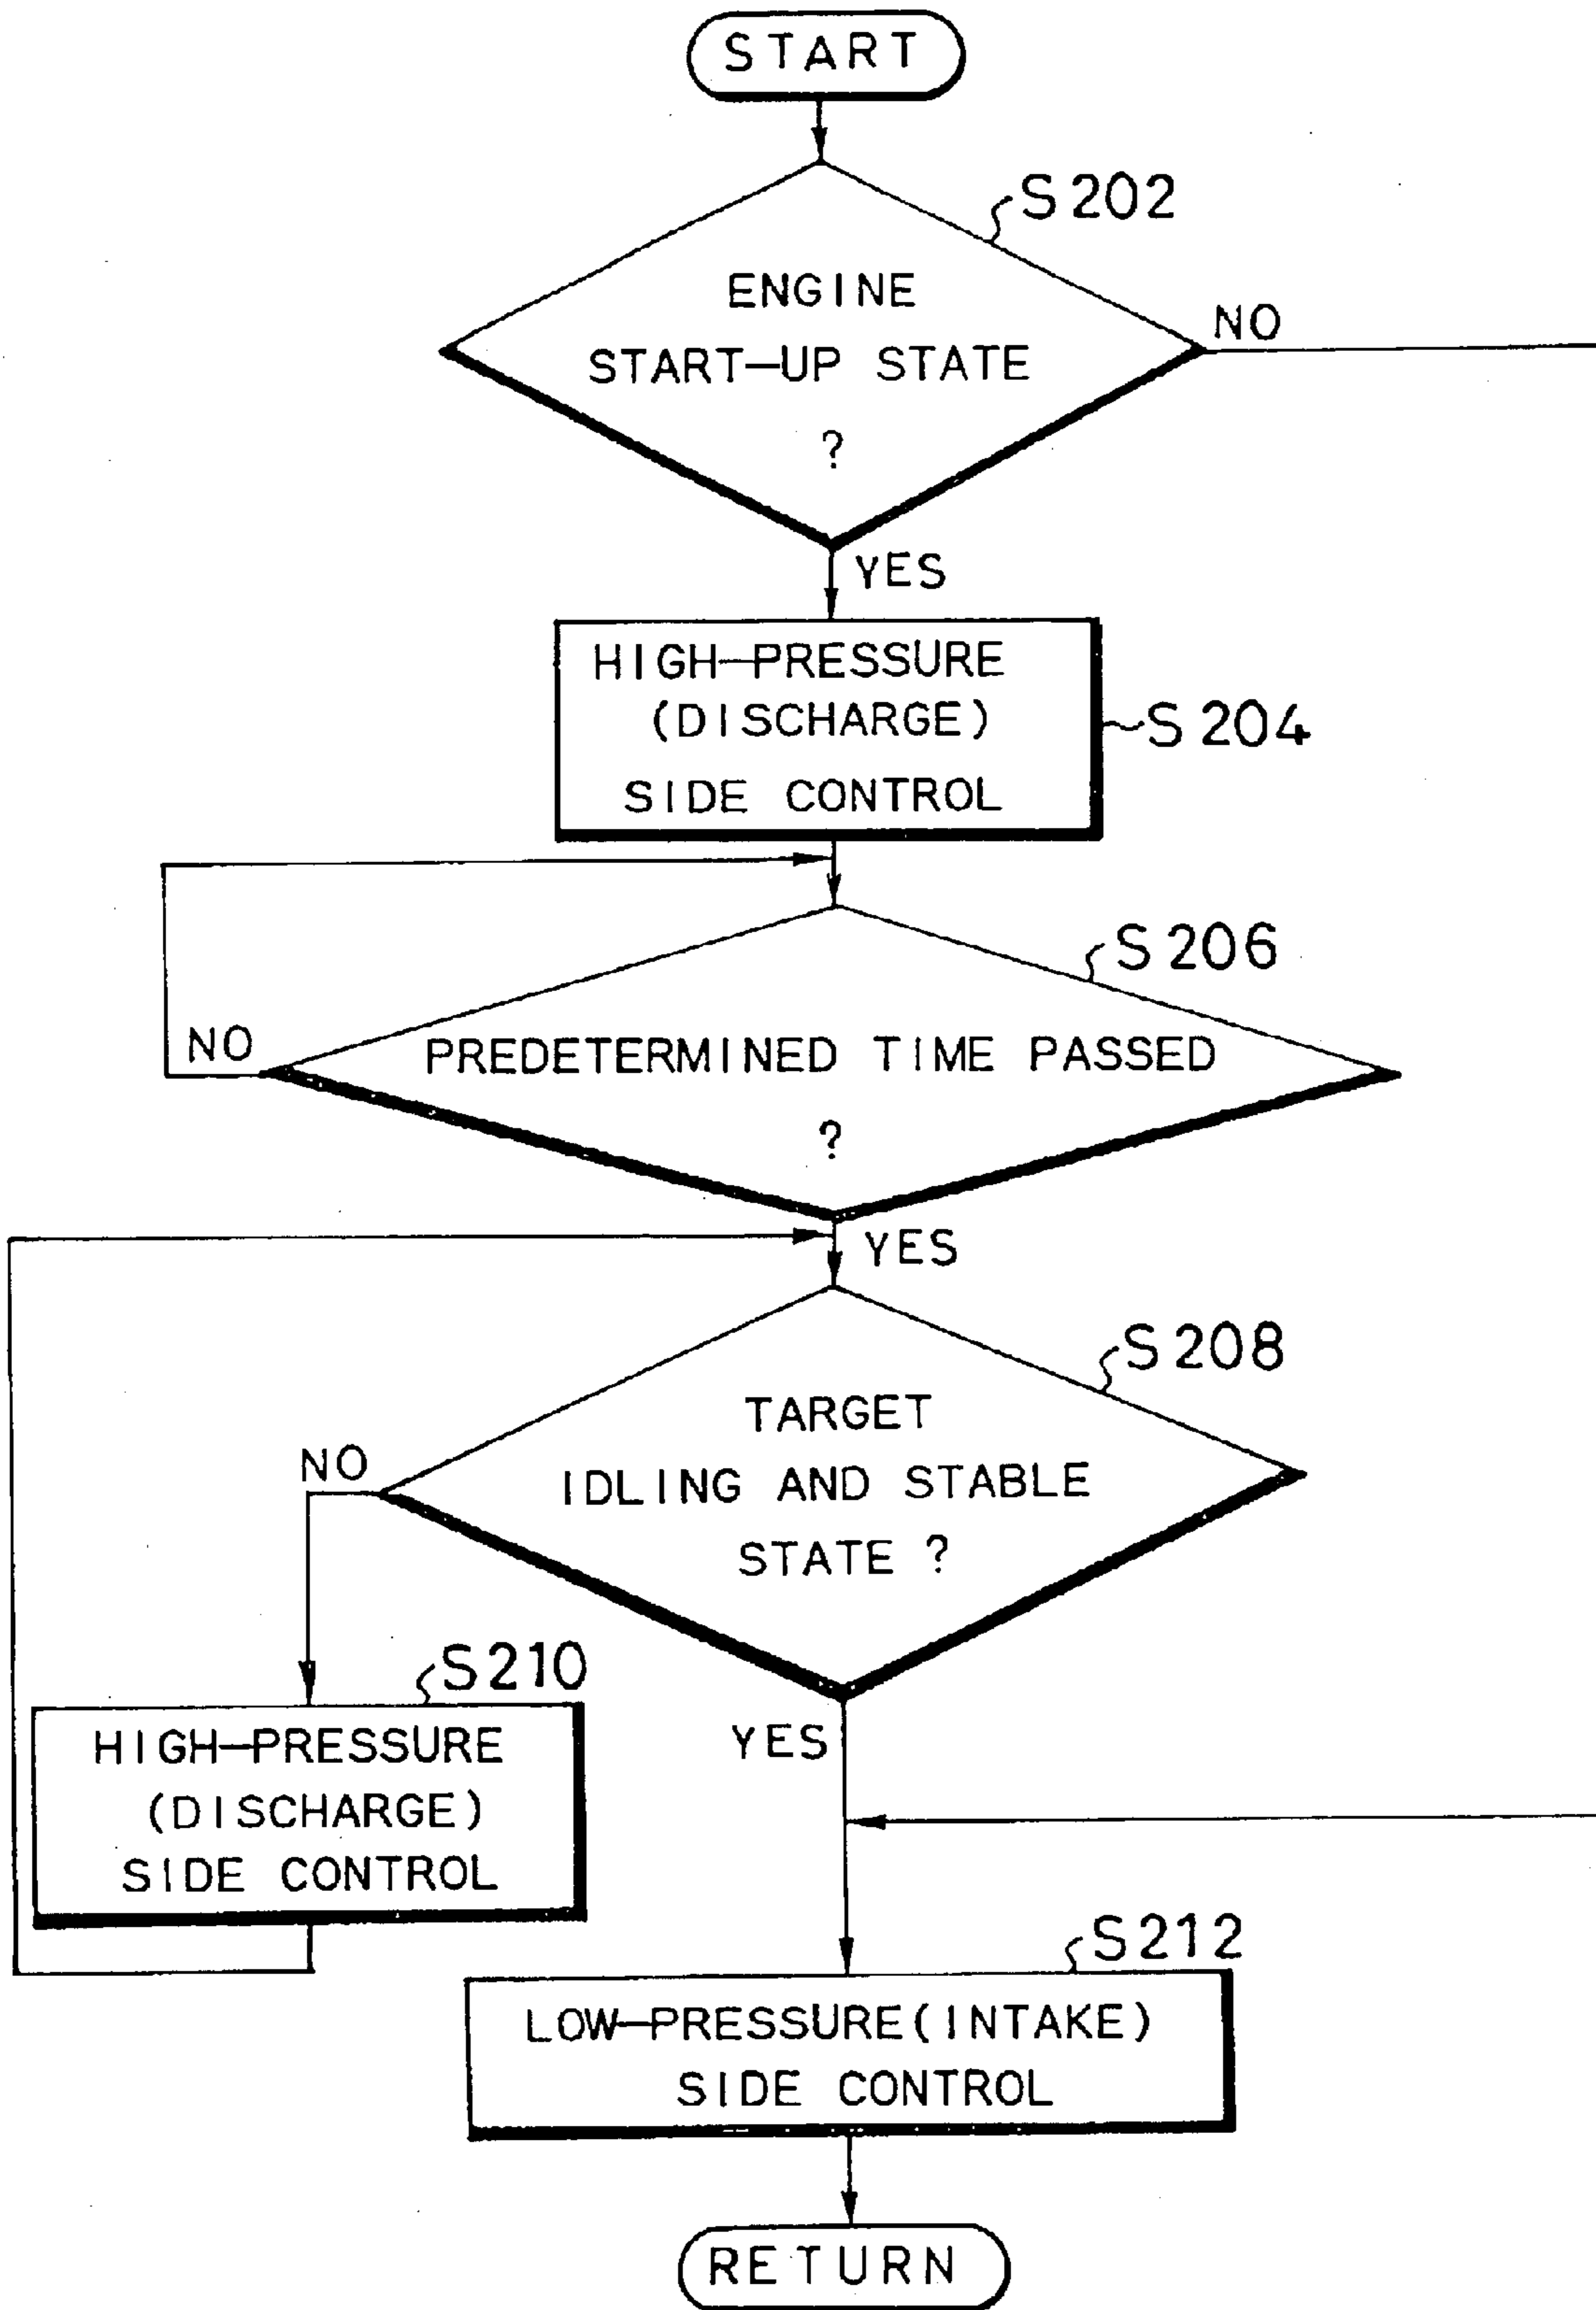 START
S202
ENGINE
START-UP STATE
?
NO
YES
HIGH-PRESSURE
(DISCHARGE)
SIDE CONTROL
S204
S206
NO
PREDETERMINED TIME PASSED
?
YES
S208
TARGET
IDLING AND STABLE
STATE ?
NO
YES
S210
HIGH-PRESSURE
(DISCHARGE)
SIDE CONTROL
S212
LOW-PRESSURE(INTAKE)
SIDE CONTROL
RETURN